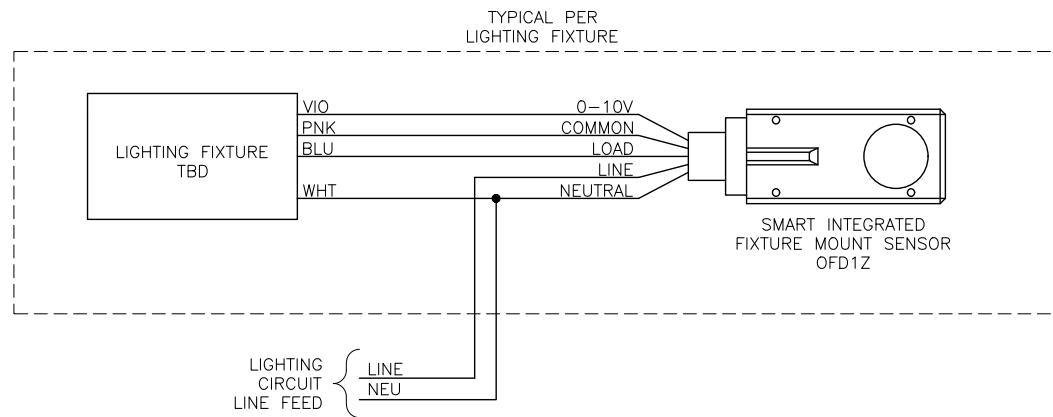 TYPICAL PER
LIGHTING FIXTURE
VIO
0-10V
PNK
COMMON
BLU
LOAD
LINE
WHT
NEUTRAL
LIGHTING FIXTURE
TBD
SMART INTEGRATED
FIXTURE MOUNT SENSOR
OFD1Z
LIGHTING
CIRCUIT
LINE FEED
LINE
NEU